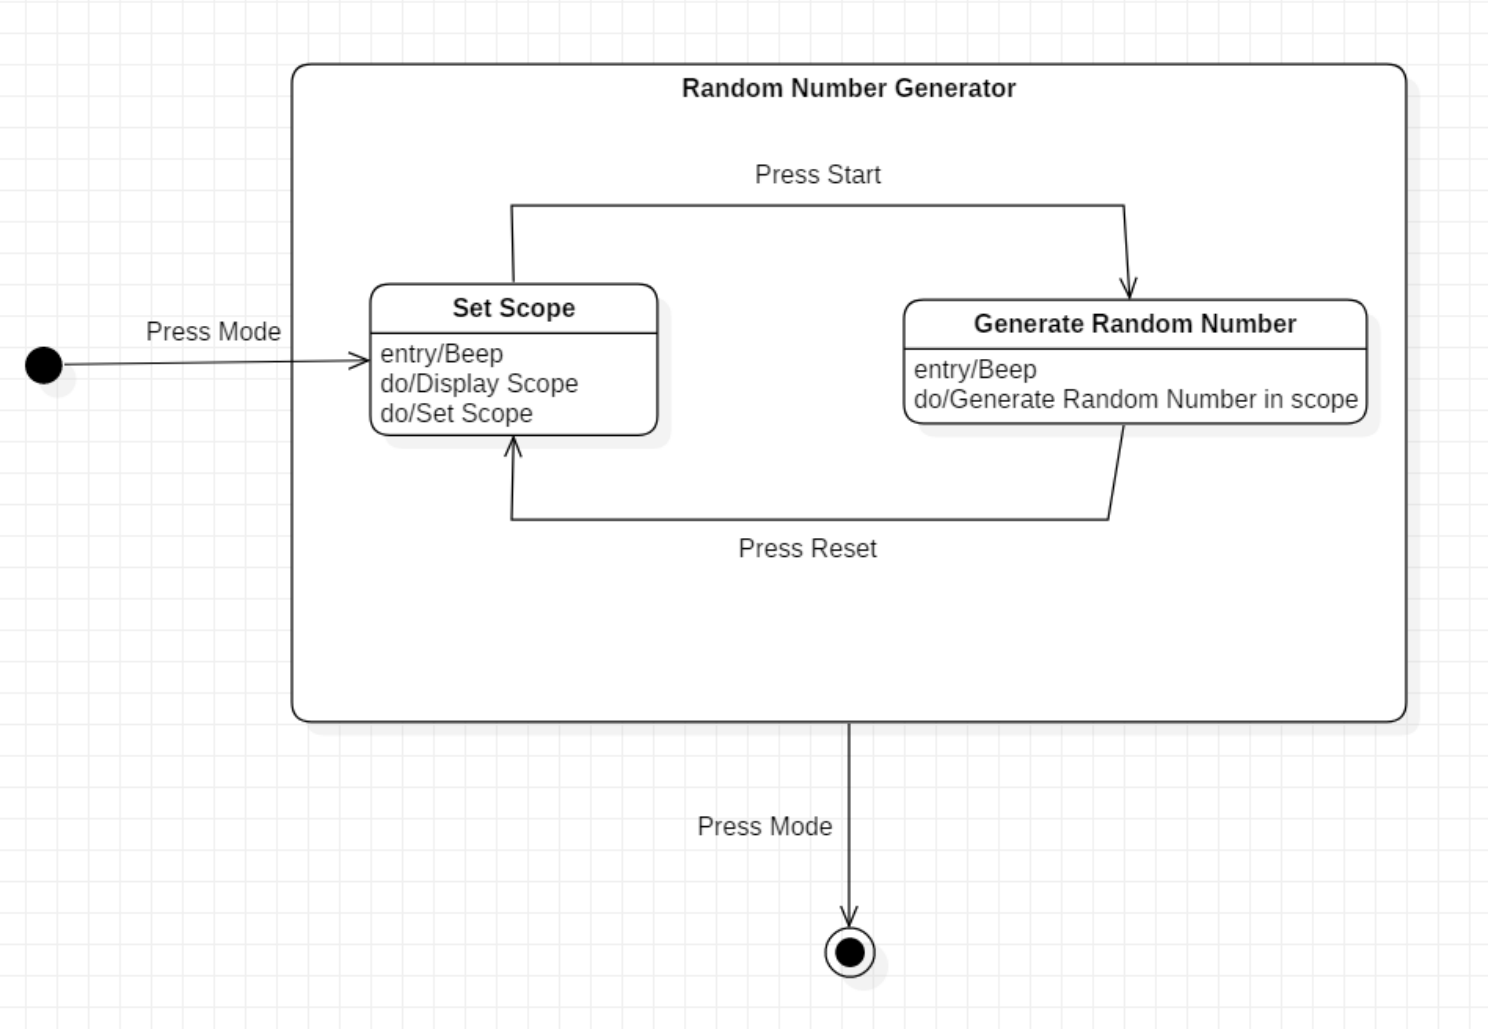 Random Number Generator
Press Start
Press Mode
Set Scope
entry/Beep
do/Display Scope
do/Set Scope
Generate Random Number
entry/Beep
do/Generate Random Number in scope
Press Reset
Press Mode